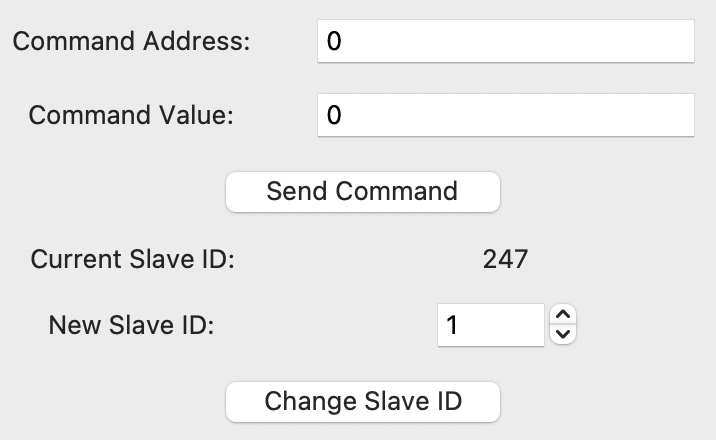 Command Address: 0
Command Value: 0
Send Command
Current Slave ID: 247
New Slave ID: 1
Change Slave ID